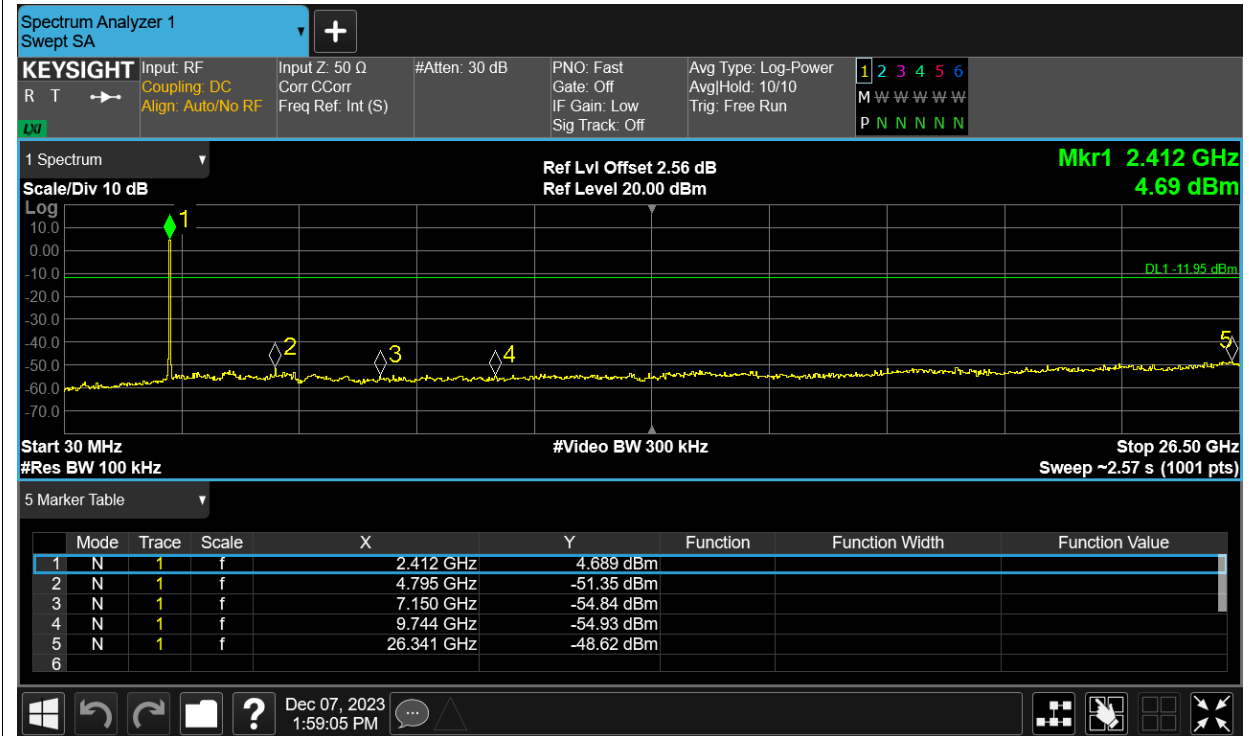 Spectrum Analyzer 1
Swept SA
KEYSIGHT
R T
LXI
Input: RF
Coupling: DC
Align: Auto/No RF
Input Z: 50 Ω
Corr CCorr
Freq Ref: Int (S)
#Atten: 30 dB
PNO: Fast
Gate: Off
IF Gain: Low
Sig Track: Off
Avg Type: Log-Power
Avg|Hold: 10/10
Trig: Free Run
1 2 3 4 5 6
M W W W W W
P N N N N N
1 Spectrum
Scale/Div 10 dB
Ref Lvl Offset 2.56 dB
Ref Level 20.00 dBm
Mkr1 2.412 GHz
4.69 dBm
Log
10.0
0.00
-10.0
-20.0
-30.0
-40.0
-50.0
-60.0
-70.0
1
2
3
4
5
DL1 -11.95 dBm
Start 30 MHz
#Res BW 100 kHz
#Video BW 300 kHz
Stop 26.50 GHz
Sweep ~2.57 s (1001 pts)
5 Marker Table
Mode Trace Scale X Y Function Function Width Function Value
1 N 1 f 2.412 GHz 4.689 dBm
2 N 1 f 4.795 GHz -51.35 dBm
3 N 1 f 7.150 GHz -54.84 dBm
4 N 1 f 9.744 GHz -54.93 dBm
5 N 1 f 26.341 GHz -48.62 dBm
6
?
Dec 07, 2023
1:59:05 PM